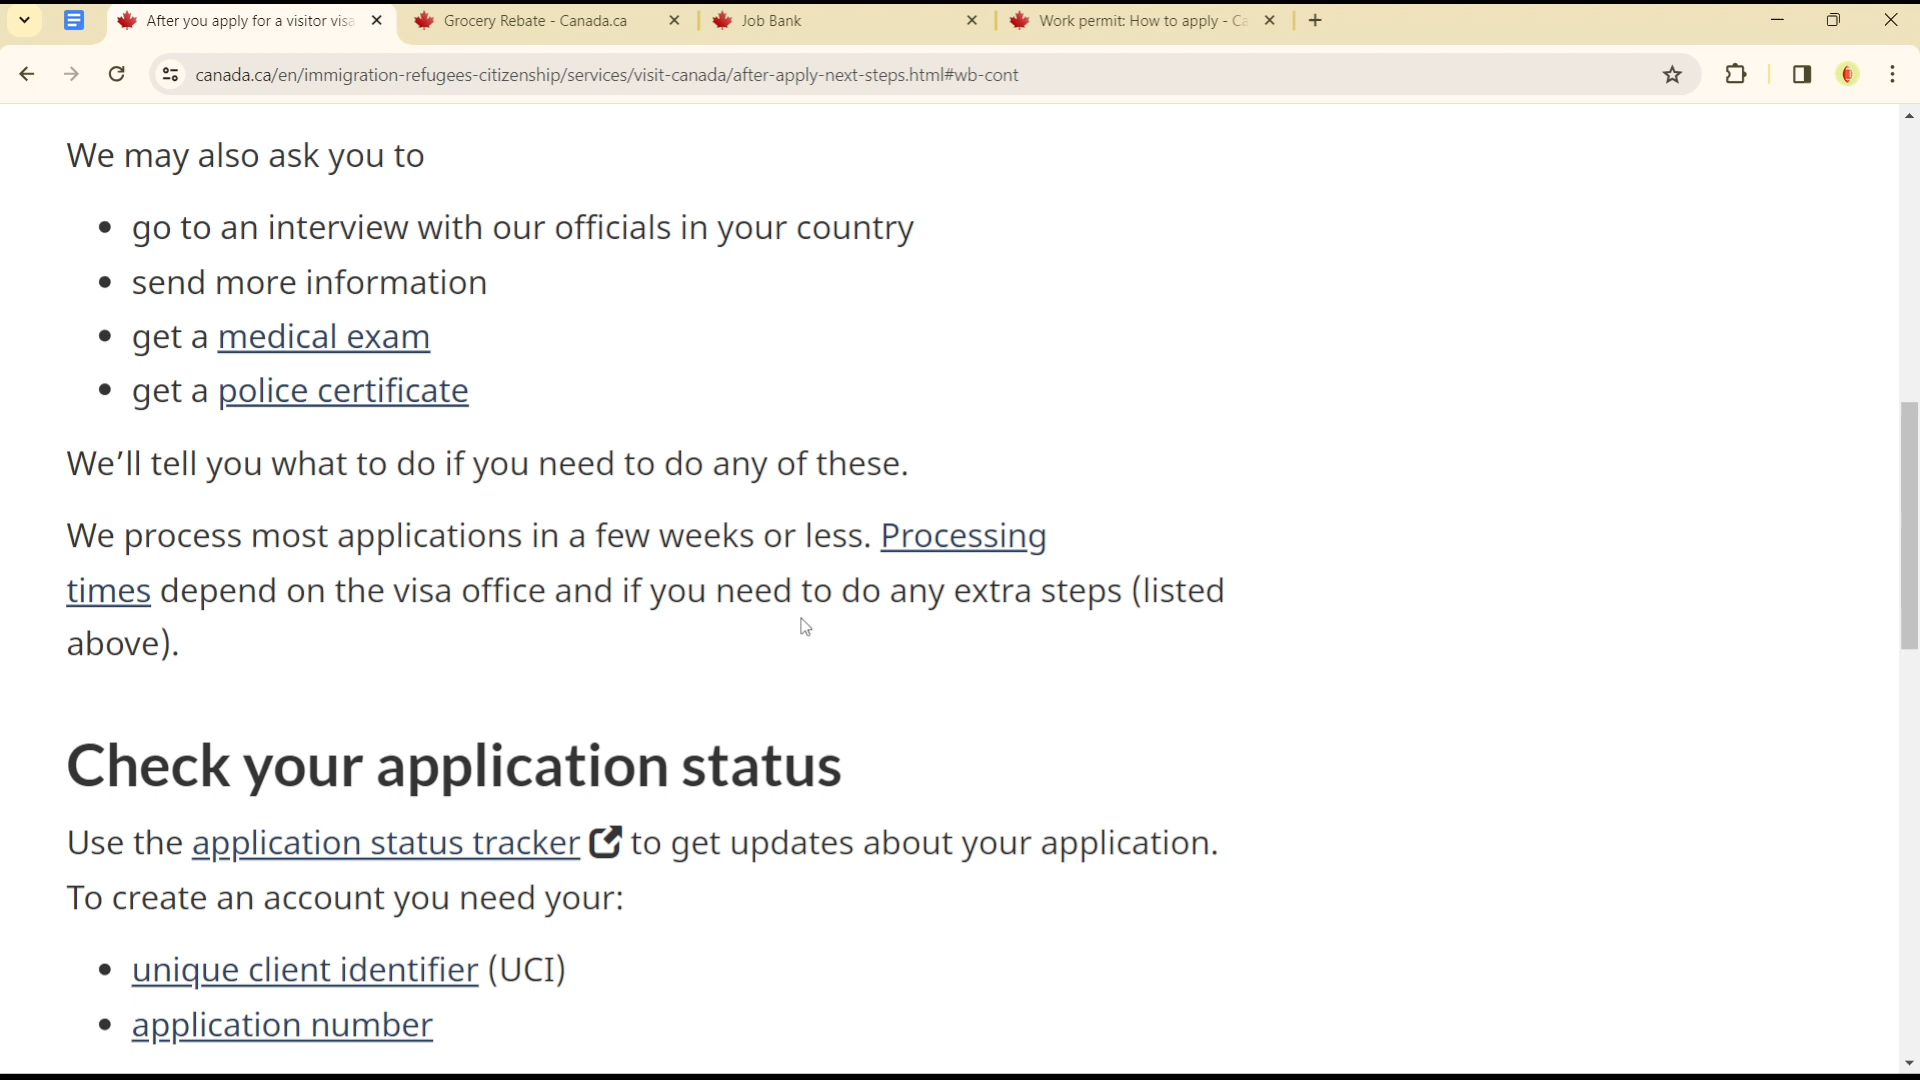 After you apply for a visitor visa
Grocery Rebate - Canada.ca
Job Bank
Work permit: How to apply - Ca
canada.ca/en/immigration-refugees-citizenship/services/visit-canada/after-apply-next-steps.html#wb-cont
We may also ask you to
• go to an interview with our officials in your country
• send more information
• get a medical exam
• get a police certificate
We’ll tell you what to do if you need to do any of these.
We process most applications in a few weeks or less. Processing
times depend on the visa office and if you need to do any extra steps (listed
above).
Check your application status
Use the application status tracker to get updates about your application.
To create an account you need your:
• unique client identifier (UCI)
• application number